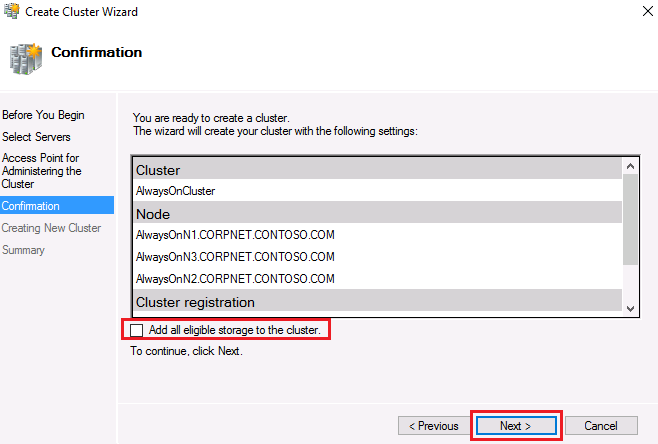 Create Cluster Wizard
Confirmation
Before You Begin
Select Servers
Access Point for
Administering the
Cluster
Confirmation
Creating New Cluster
Summary
You are ready to create a cluster.
The wizard will create your cluster with the following settings:
Cluster
AlwaysOnCluster
Node
AlwaysOnN1.CORPNET.CONTOSO.COM
AlwaysOnN3.CORPNET.CONTOSO.COM
AlwaysOnN2.CORPNET.CONTOSO.COM
Cluster registration
Add all eligible storage to the cluster.
To continue, click Next.
< Previous
Next >
Cancel